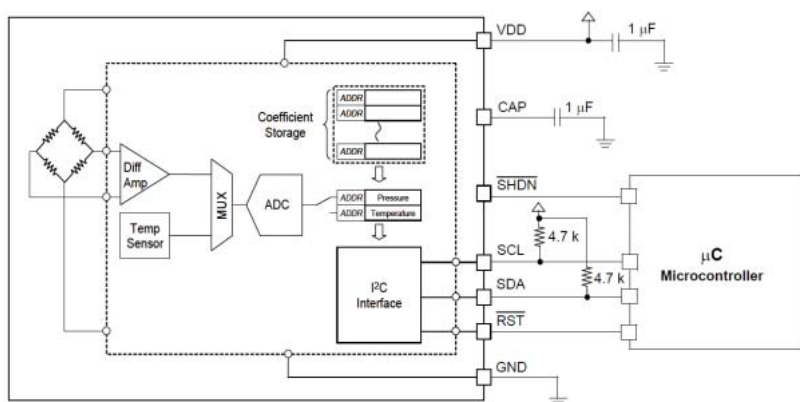 VDD
1 μF
CAP
1 μF
ADDR
ADDR
Coefficient
Storage
ADDR
SHDN
Diff
Amp
MUX
ADC
ADDR Pressure
ADDR Temperature
Temp
Sensor
4.7 k
SCL
4.7 k
μC
Microcontroller
I²C
Interface
SDA
RST
GND